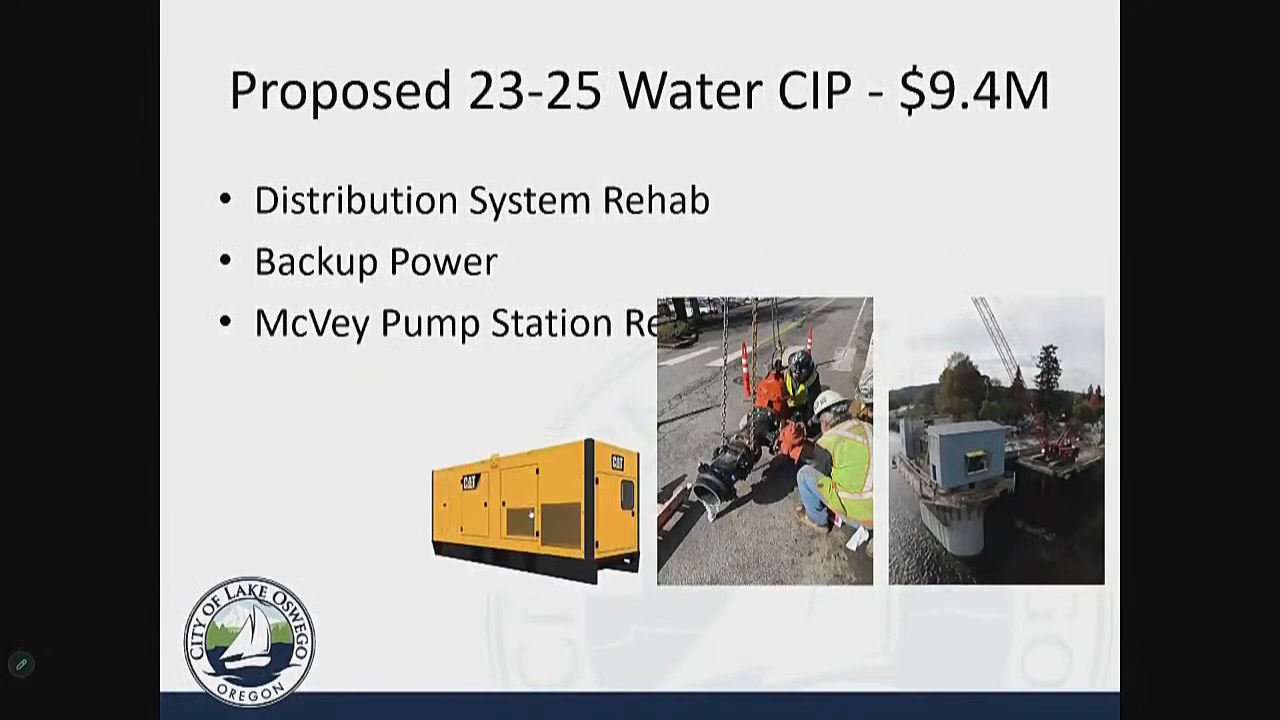 Proposed 23-25 Water CIP - $9.4M
• Distribution System Rehab
• Backup Power
• McVey Pump Station Re
CAT
CAT
CITY OF LAKE OSWEGO
OREGON